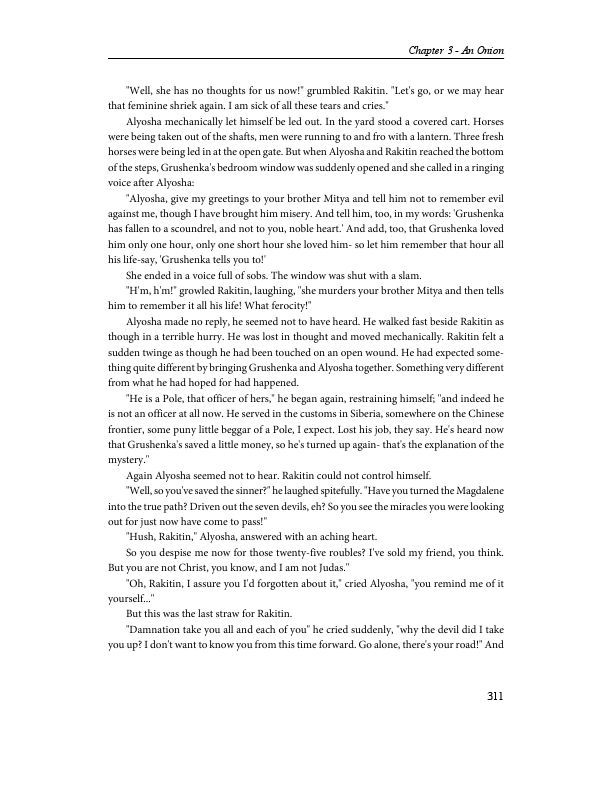 Chapter 3 - An Onion
"Well, she has no thoughts for us now!" grumbled Rakitin. "Let's go, or we may hear
that feminine shriek again. I am sick of all these tears and cries."
Alyosha mechanically let himself be led out. In the yard stood a covered cart. Horses
were being taken out of the shafts, men were running to and fro with a lantern. Three fresh
horses were being led in at the open gate. But when Alyosha and Rakitin reached the bottom
of the steps, Grushenka's bedroom window was suddenly opened and she called in a ringing
voice after Alyosha:
"Alyosha, give my greetings to your brother Mitya and tell him not to remember evil
against me, though I have brought him misery. And tell him, too, in my words: 'Grushenka
has fallen to a scoundrel, and not to you, noble heart.' And add, too, that Grushenka loved
him only one hour, only one short hour she loved him- so let him remember that hour all
his life-say, 'Grushenka tells you to!'
She ended in a voice full of sobs. The window was shut with a slam.
"H'm, h'm!" growled Rakitin, laughing, "she murders your brother Mitya and then tells
him to remember it all his life! What ferocity!"
Alyosha made no reply, he seemed not to have heard. He walked fast beside Rakitin as
though in a terrible hurry. He was lost in thought and moved mechanically. Rakitin felt a
sudden twinge as though he had been touched on an open wound. He had expected some-
thing quite different by bringing Grushenka and Alyosha together. Something very different
from what he had hoped for had happened.
"He is a Pole, that officer of hers," he began again, restraining himself; "and indeed he
is not an officer at all now. He served in the customs in Siberia, somewhere on the Chinese
frontier, some puny little beggar of a Pole, I expect. Lost his job, they say. He's heard now
that Grushenka's saved a little money, so he's turned up again- that's the explanation of the
mystery."
Again Alyosha seemed not to hear. Rakitin could not control himself.
"Well, so you've saved the sinner?" he laughed spitefully. "Have you turned the Magdalene
into the true path? Driven out the seven devils, eh? So you see the miracles you were looking
out for just now have come to pass!"
"Hush, Rakitin," Alyosha, answered with an aching heart.
So you despise me now for those twenty-five roubles? I've sold my friend, you think.
But you are not Christ, you know, and I am not Judas."
"Oh, Rakitin, I assure you I'd forgotten about it," cried Alyosha, "you remind me of it
yourself..."
But this was the last straw for Rakitin.
"Damnation take you all and each of you" he cried suddenly, "why the devil did I take
you up? I don't want to know you from this time forward. Go alone, there's your road!" And
311